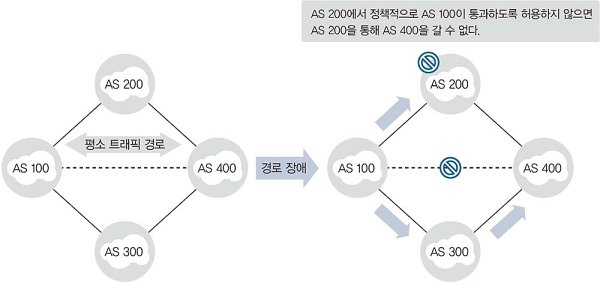 AS 200에서 정책적으로 AS 100이 통과하도록 허용하지 않으면
AS 200을 통해 AS 400을 갈 수 없다.
AS 200
평소 트래픽 경로
AS 100
AS 400
AS 300
경로 장애
AS 200
AS 100
AS 400
AS 300